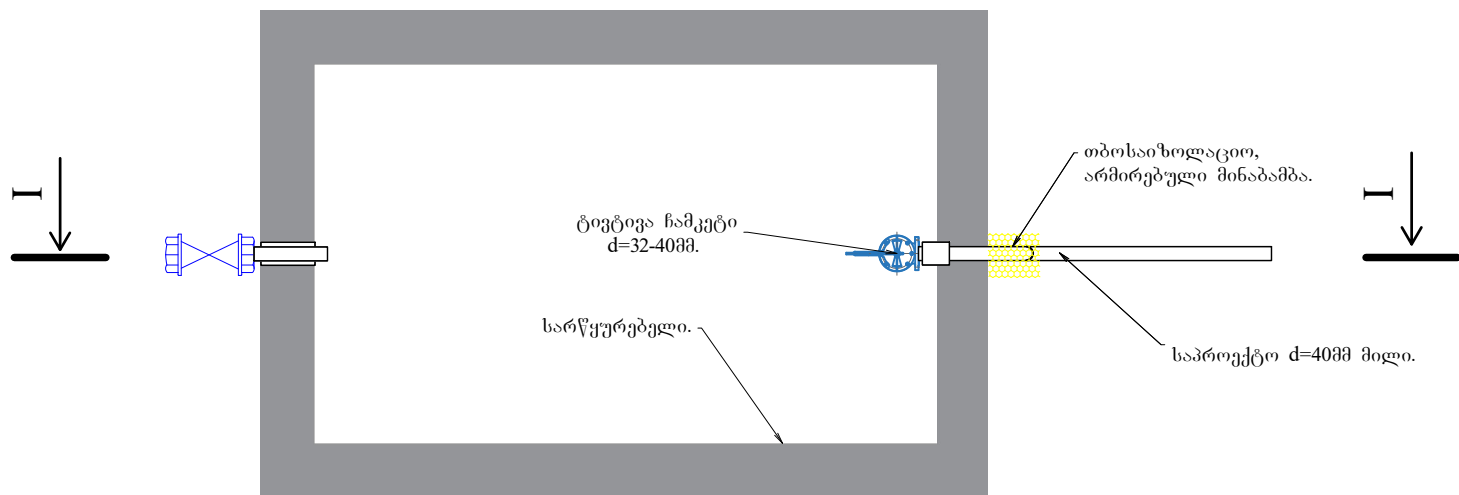 თბოსაიზოლაციო,
არმირებული მინაბამბა.
I
I
ტივტივა ჩამკეტი
d=32-40მმ.
სარწყურებელი.
საპროექტო d=40მმ მილი.